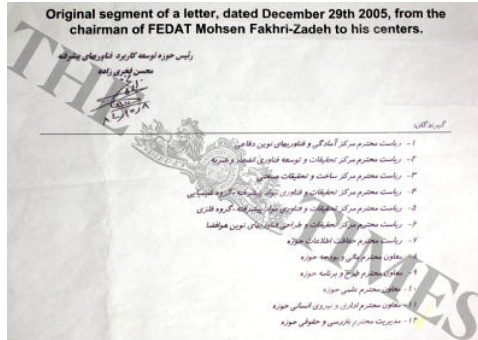 Original segment of a letter, dated December 29th 2005, from the
chairman of FEDAT Mohsen Fakhri-Zadeh to his centers.
رئیس حوزه توسعه کاربرد فناوریهای پیشرفته
محسن فخری زاده
گیرندگان:
۱- ریاست محترم مرکز آمادگی و فناوریهای نوین دفاعی
۲- ریاست محترم مرکز تحقیقات و توسعه فناوری انفجار و ضربه
۳- ریاست محترم مرکز ساخت و تحقیقات صنعتی
۴- ریاست محترم مرکز تحقیقات و فناوری مواد پیشرفته -گروه شیمیایی
۵- ریاست محترم مرکز تحقیقات و فناوری مواد پیشرفته -گروه فلزی
۶- ریاست محترم مرکز تحقیقات و طراحی فناوریهای نوین هوافضا
۷- ریاست محترم حفاظت اطلاعات حوزه
۸- معاون محترم مالی و بودجه حوزه
۹- معاون محترم طرح و برنامه حوزه
۱۰- معاون محترم علمی حوزه
۱۱- معاون محترم اداری و نیروی انسانی حوزه
۱۲- مدیریت محترم بازرسی و حقوقی حوزه
THE TIMES